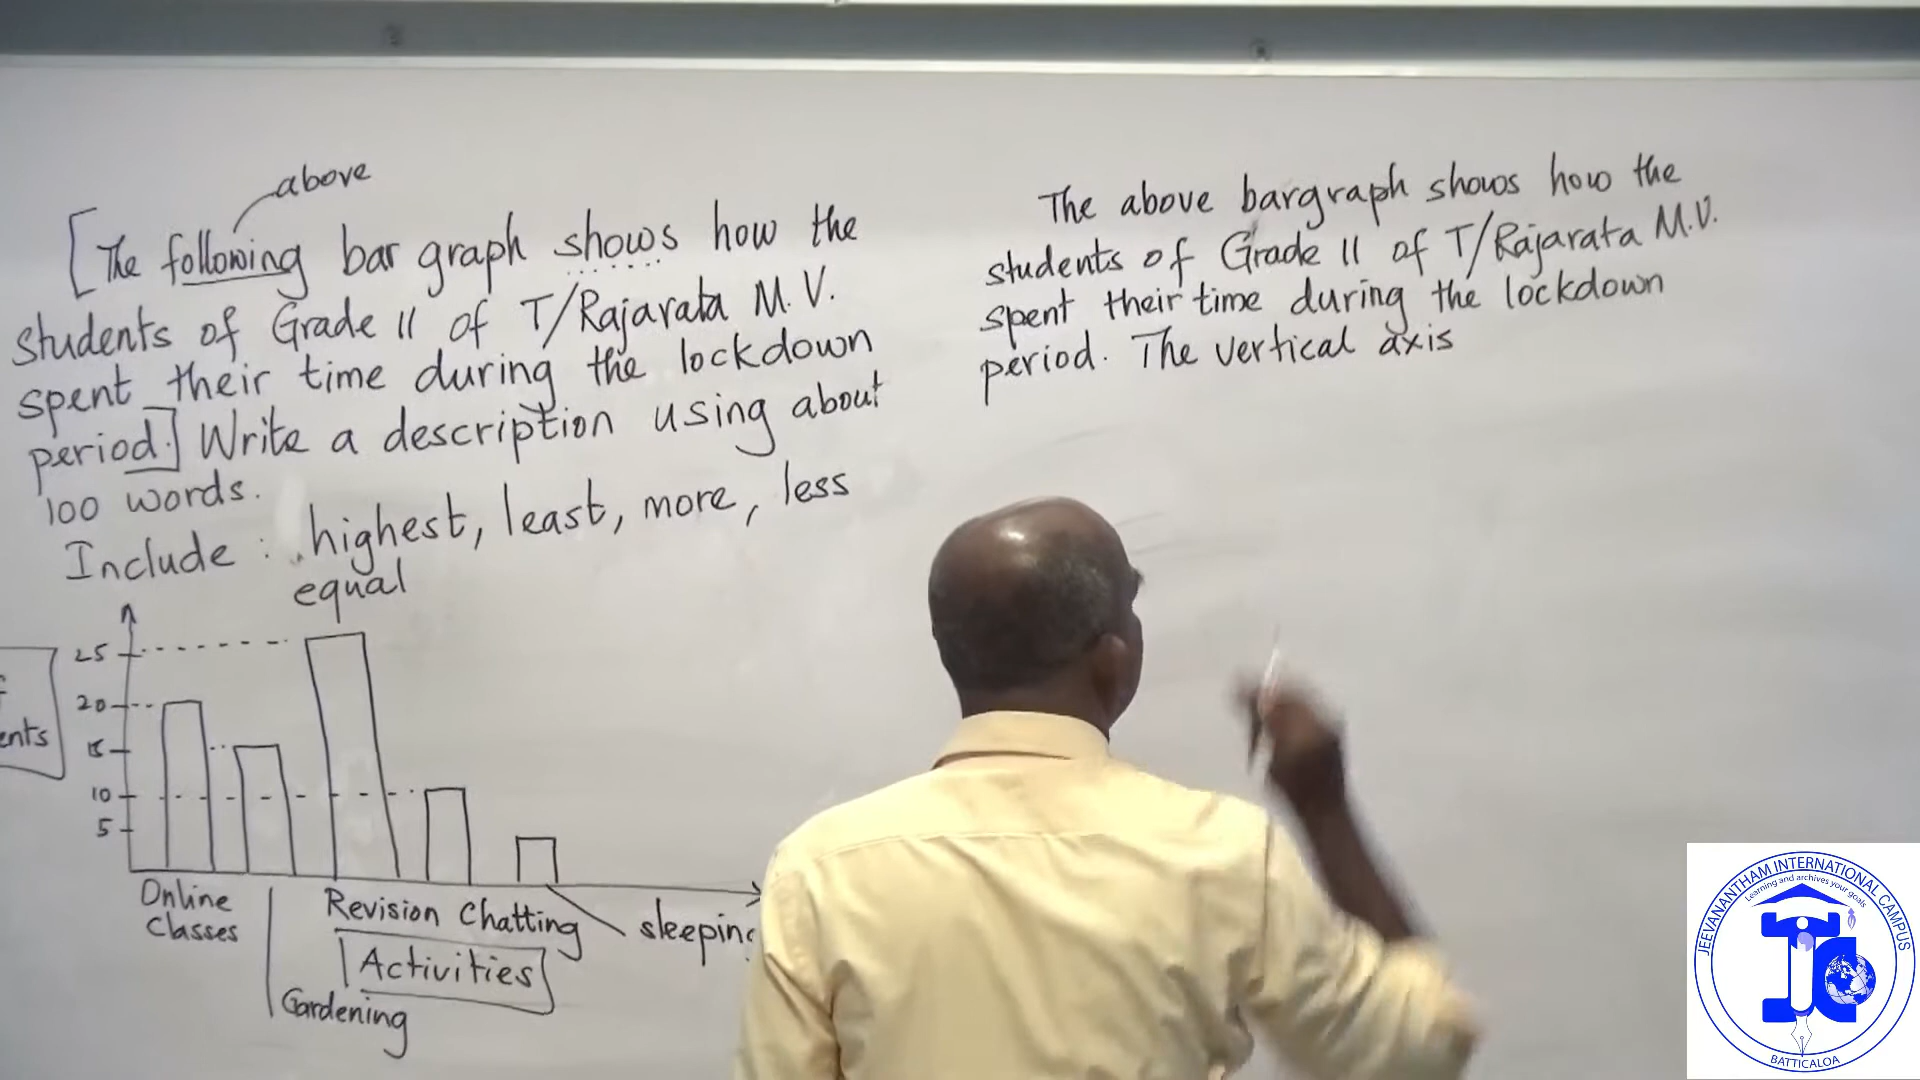 above
[The following bar graph shows how the
students of Grade 11 of T/Rajarata M.V.
spent their time during the lockdown
period.] Write a description using about
100 words.
Include : highest, least, more, less
equal
The above bargraph shows how the
students of Grade 11 of T/Rajarata M.V.
spent their time during the lockdown
period. The vertical axis
25
20
15
10
5
Online
Classes
Gardening
Revision
Chatting
sleeping
Activities
JEEVANANTHAM INTERNATIONAL CAMPUS
Learning and archives your goals
BATTICALOA